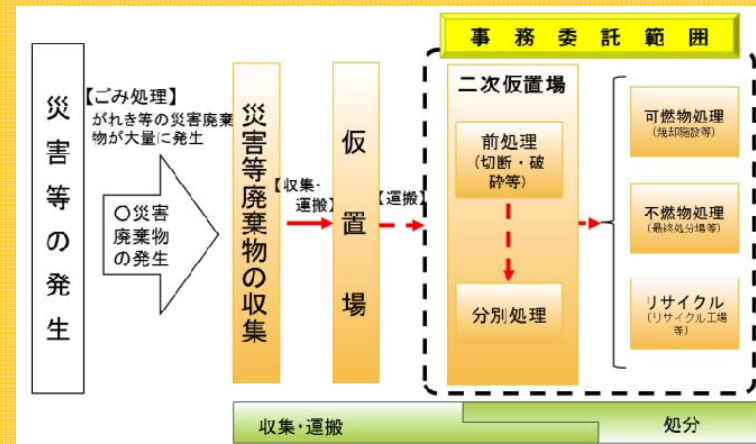 事務委託範囲
災害等の発生
【ごみ処理】
がれき等の災害廃棄
物が大量に発生
〇災害
廃棄物
の発生
災害等廃棄物の収集
【収集・
運搬】
仮置場
【運搬】
二次仮置場
前処理
(切断・破
砕等)
分別処理
可燃物処理
(焼却施設等)
不燃物処理
(最終処分場等)
リサイクル
(リサイクル工場
等)
収集・運搬
処分